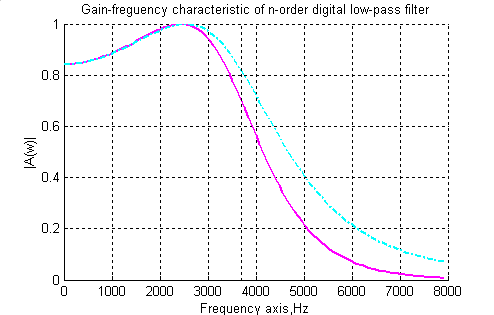 Gain-freguency characteristic of n-order digital low-pass filter
|A(w)|
1
0.8
0.6
0.4
0.2
0
0 1000 2000 3000 4000 5000 6000 7000 8000
Frequency axis,Hz